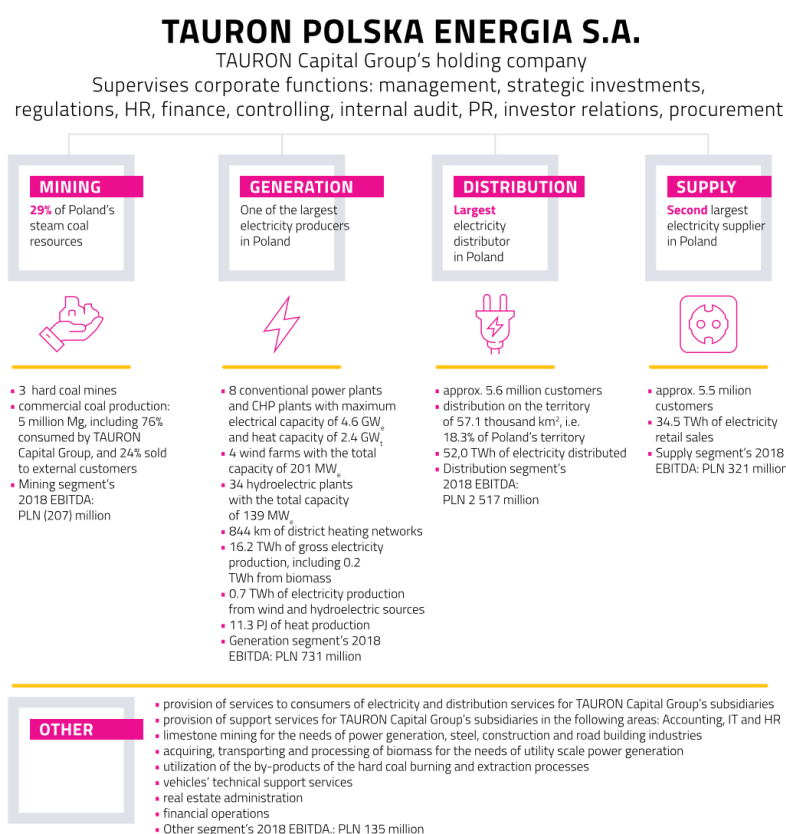 TAURON POLSKA ENERGIA S.A.
TAURON Capital Group's holding company
Supervises corporate functions: management, strategic investments,
regulations, HR, finance, controlling, internal audit, PR, investor relations, procurement
MINING
29% of Poland's
steam coal
resources
GENERATION
One of the largest
electricity producers
in Poland
DISTRIBUTION
Largest
electricity
distributor
in Poland
SUPPLY
Second largest
electricity supplier
in Poland
▪ 3 hard coal mines
▪ commercial coal production:
5 million Mg, including 76%
consumed by TAURON
Capital Group, and 24% sold
to external customers
▪ Mining segment's
2018 EBITDA:
PLN (207) million
▪ 8 conventional power plants
and CHP plants with maximum
electrical capacity of 4.6 GWe
and heat capacity of 2.4 GWt
▪ 4 wind farms with the total
capacity of 201 MWe
▪ 34 hydroelectric plants
with the total capacity
of 139 MWe
▪ 844 km of district heating networks
▪ 16.2 TWh of gross electricity
production, including 0.2
TWh from biomass
▪ 0.7 TWh of electricity production
from wind and hydroelectric sources
▪ 11.3 PJ of heat production
▪ Generation segment's 2018
EBITDA: PLN 731 million
▪ approx. 5.6 million customers
▪ distribution on the territory
of 57.1 thousand km², i.e.
18.3% of Poland's territory
▪ 52,0 TWh of electricity distributed
▪ Distribution segment's
2018 EBITDA:
PLN 2 517 million
▪ approx. 5.5 milion
customers
▪ 34.5 TWh of electricity
retail sales
▪ Supply segment's 2018
EBITDA: PLN 321 million
OTHER
▪ provision of services to consumers of electricity and distribution services for TAURON Capital Group's subsidiaries
▪ provision of support services for TAURON Capital Group's subsidiaries in the following areas: Accounting, IT and HR
▪ limestone mining for the needs of power generation, steel, construction and road building industries
▪ acquiring, transporting and processing of biomass for the needs of utility scale power generation
▪ utilization of the by-products of the hard coal burning and extraction processes
▪ vehicles' technical support services
▪ real estate administration
▪ financial operations
▪ Other segment's 2018 EBITDA.: PLN 135 million